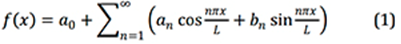 f(x) = a₀ + ∑ₙ₌₁^∞ (aₙ cos nπx/L + bₙ sin nπx/L) (1)